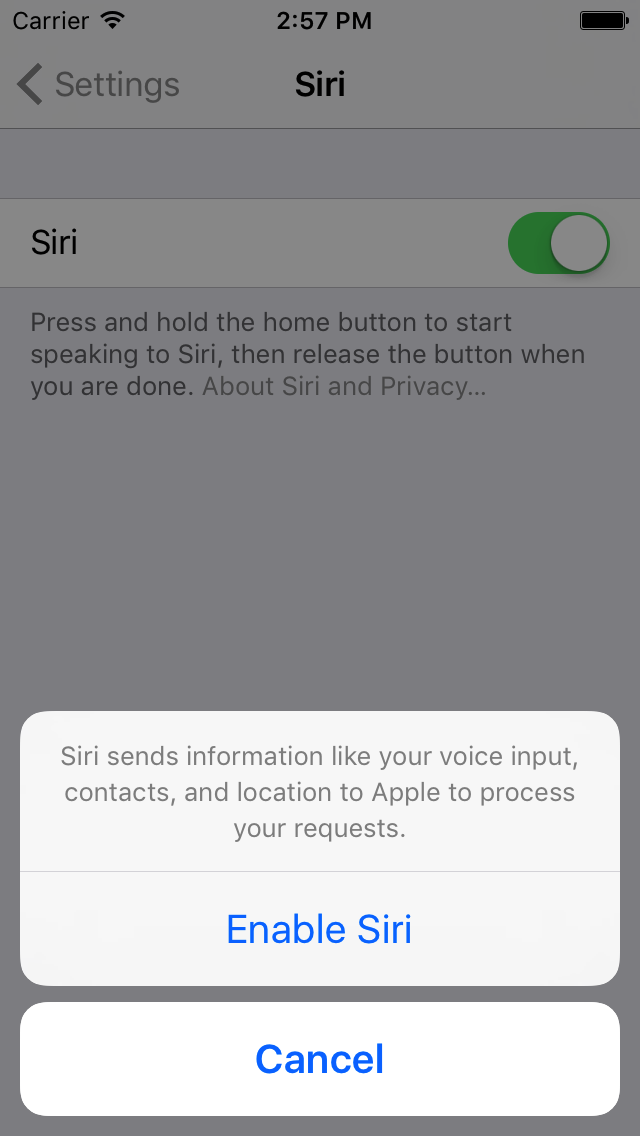 Carrier 2:57 PM
Settings Siri
Siri
Press and hold the home button to start
speaking to Siri, then release the button when
you are done. About Siri and Privacy...
Siri sends information like your voice input,
contacts, and location to Apple to process
your requests.
Enable Siri
Cancel